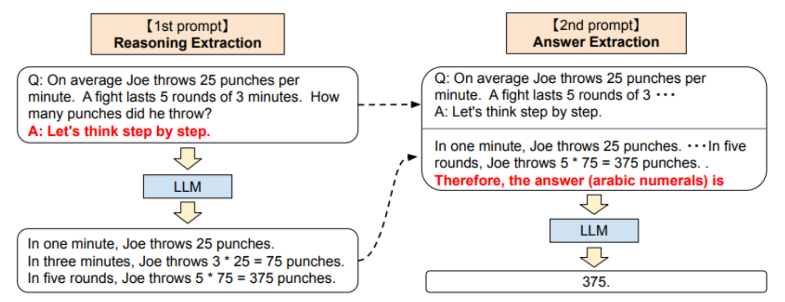 【1st prompt】
Reasoning Extraction
Q: On average Joe throws 25 punches per
minute.  A fight lasts 5 rounds of 3 minutes.  How
many punches did he throw?
A: Let's think step by step.
LLM
In one minute, Joe throws 25 punches.
In three minutes, Joe throws 3 * 25 = 75 punches.
In five rounds, Joe throws 5 * 75 = 375 punches.
【2nd prompt】
Answer Extraction
Q: On average Joe throws 25 punches per
minute.  A fight lasts 5 rounds of 3 ···
A: Let's think step by step.
In one minute, Joe throws 25 punches. ···In five
rounds, Joe throws 5 * 75 = 375 punches. .
Therefore, the answer (arabic numerals) is
LLM
375.